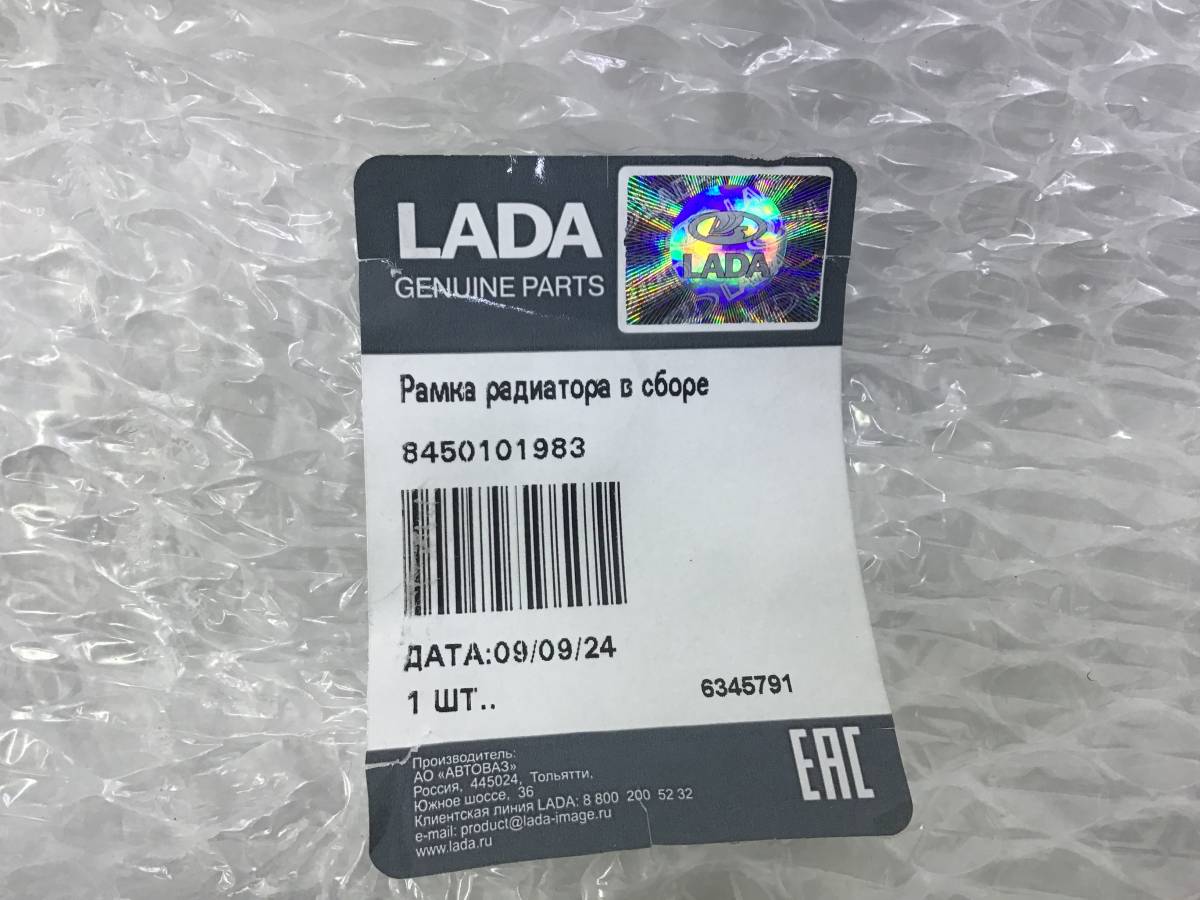 LADA
GENUINE PARTS
LADA
Рамка радиатора в сборе
8450101983
ДАТА:09/09/24
1 ШТ..
6345791
Производитель:
АО «АВТОВАЗ»
Россия, 445024, Тольятти,
Южное шоссе, 36
Клиентская линия LADA: 8 800 200 52 32
e-mail: product@lada-image.ru
www.lada.ru
EAC